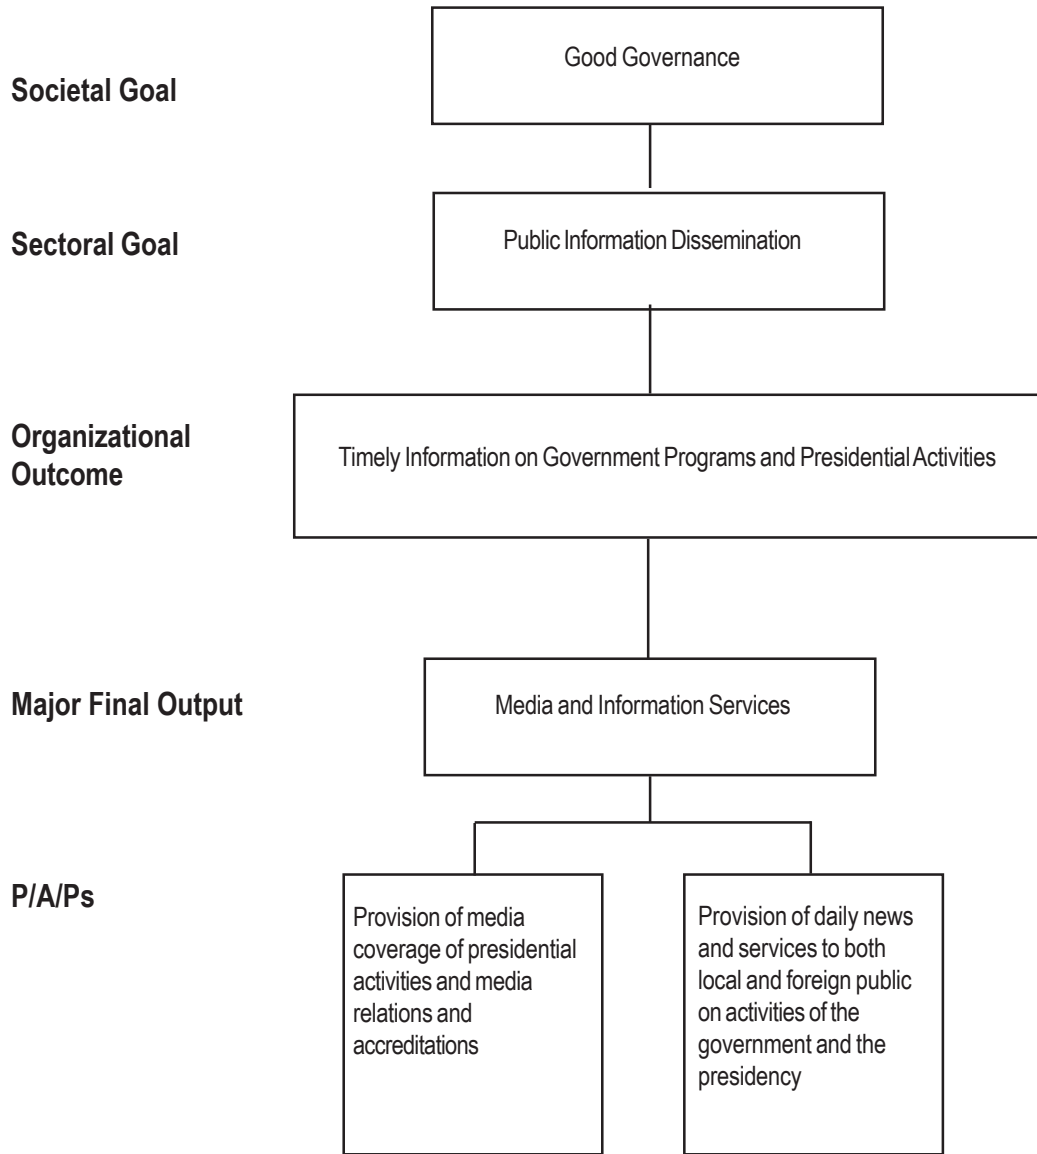 Societal Goal
Good Governance
Sectoral Goal
Public Information Dissemination
Organizational
Outcome
Timely Information on Government Programs and Presidential Activities
Major Final Output
Media and Information Services
P/A/Ps
Provision of media
coverage of presidential
activities and media
relations and
accreditations
Provision of daily news
and services to both
local and foreign public
on activities of the
government and the
presidency